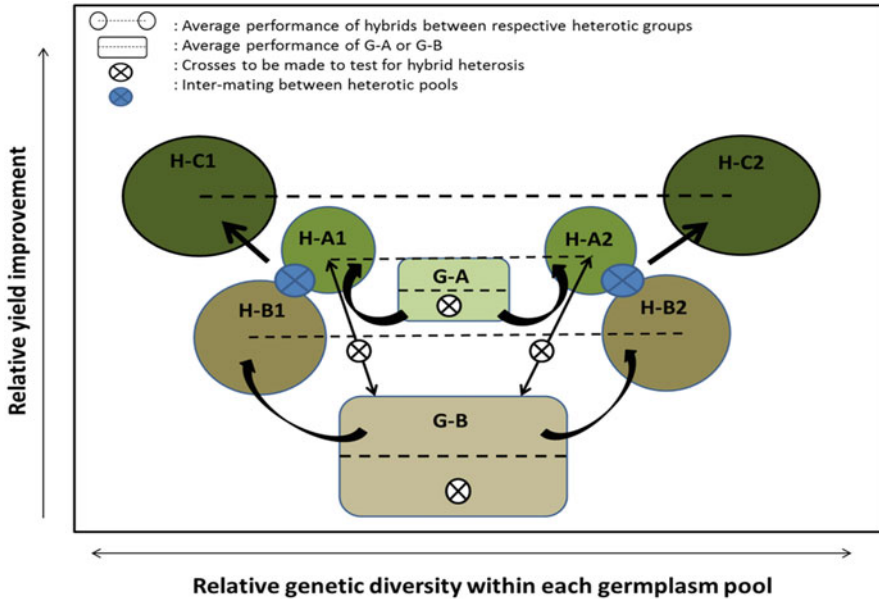 : Average performance of hybrids between respective heterotic groups
: Average performance of G-A or G-B
: Crosses to be made to test for hybrid heterosis
: Inter-mating between heterotic pools
H-C1
H-C2
H-A1
H-A2
G-A
H-B1
H-B2
G-B
Relative yield improvement
Relative genetic diversity within each germplasm pool